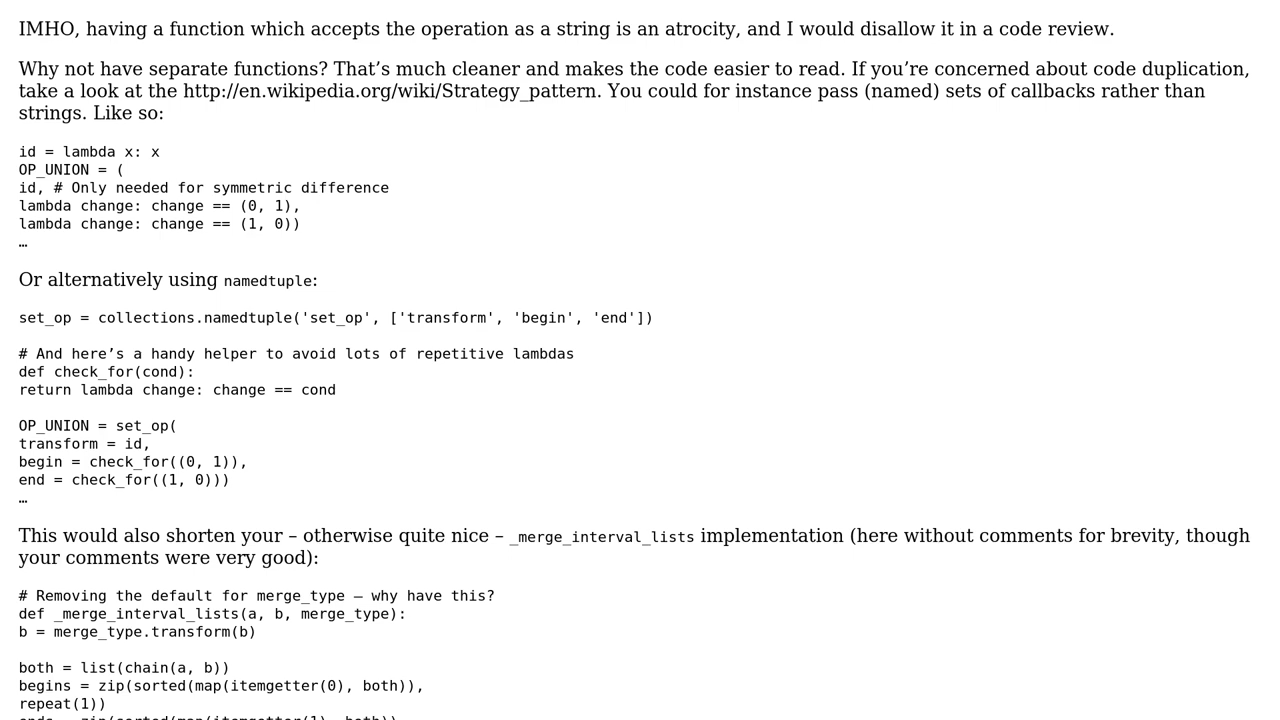 IMHO, having a function which accepts the operation as a string is an atrocity, and I would disallow it in a code review.
Why not have separate functions? That’s much cleaner and makes the code easier to read. If you’re concerned about code duplication,
take a look at the http://en.wikipedia.org/wiki/Strategy_pattern. You could for instance pass (named) sets of callbacks rather than
strings. Like so:
id = lambda x: x
OP_UNION = (
id, # Only needed for symmetric difference
lambda change: change == (0, 1),
lambda change: change == (1, 0))
…
Or alternatively using namedtuple:
set_op = collections.namedtuple('set_op', ['transform', 'begin', 'end'])
# And here’s a handy helper to avoid lots of repetitive lambdas
def check_for(cond):
return lambda change: change == cond
OP_UNION = set_op(
transform = id,
begin = check_for((0, 1)),
end = check_for((1, 0)))
…
This would also shorten your – otherwise quite nice – _merge_interval_lists implementation (here without comments for brevity, though
your comments were very good):
# Removing the default for merge_type – why have this?
def _merge_interval_lists(a, b, merge_type):
b = merge_type.transform(b)
both = list(chain(a, b))
begins = zip(sorted(map(itemgetter(0), both)),
repeat(1))
ends = zip(sorted(map(itemgetter(1), both)),